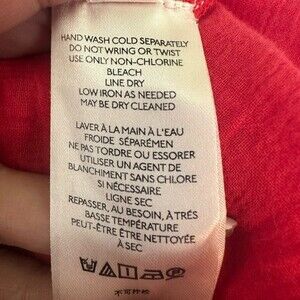 HAND WASH COLD SEPARATELY
DO NOT WRING OR TWIST
USE ONLY NON-CHLORINE
BLEACH
LINE DRY
LOW IRON AS NEEDED
MAY BE DRY CLEANED
LAVER À LA MAIN À L'EAU
FROIDE SÉPARÉMEN
NE PAS TORDRE OU ESSORER
UTILISER UN AGENT DE
BLANCHIMENT SANS CHLORE
SI NÉCESSAIRE
LIGNE SEC
REPASSER, AU BESOIN, À TRÉS
BASSE TEMPÉRATURE
PEUT-ÊTRE ÊTRE NETTOYÉE
À SEC